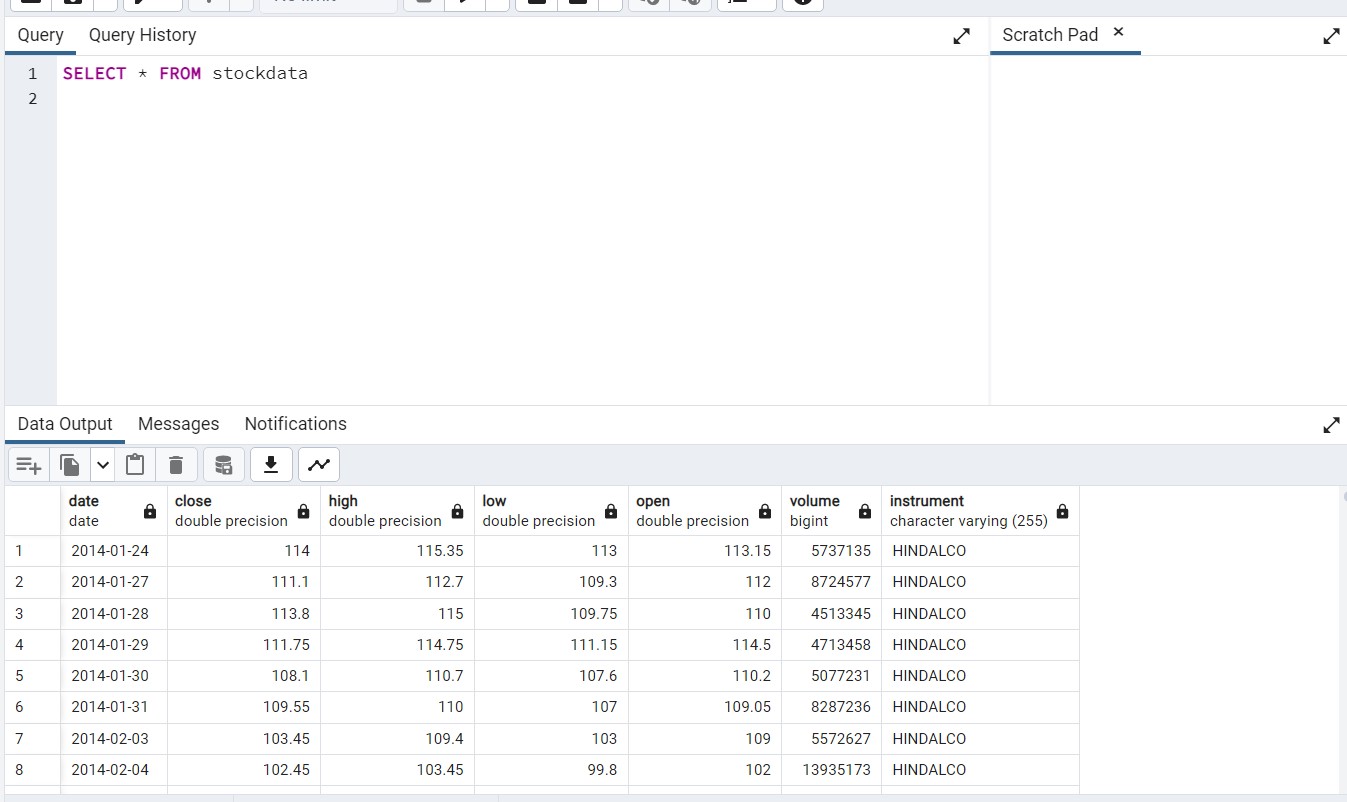 Query Query History Scratch Pad
1 SELECT * FROM stockdata
2
Data Output Messages Notifications
date close high low open volume instrument
date double precision double precision double precision double precision bigint character varying (255)
1 2014-01-24 114 115.35 113 113.15 5737135 HINDALCO
2 2014-01-27 111.1 112.7 109.3 112 8724577 HINDALCO
3 2014-01-28 113.8 115 109.75 110 4513345 HINDALCO
4 2014-01-29 111.75 114.75 111.15 114.5 4713458 HINDALCO
5 2014-01-30 108.1 110.7 107.6 110.2 5077231 HINDALCO
6 2014-01-31 109.55 110 107 109.05 8287236 HINDALCO
7 2014-02-03 103.45 109.4 103 109 5572627 HINDALCO
8 2014-02-04 102.45 103.45 99.8 102 13935173 HINDALCO